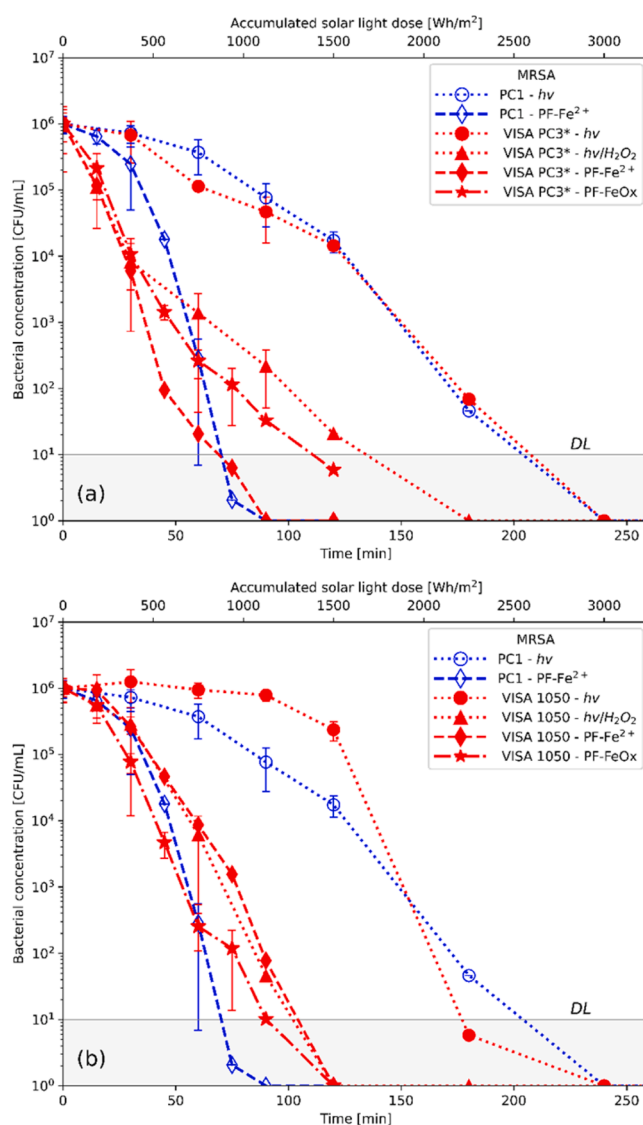 Accumulated solar light dose [Wh/m²]
0 500 1000 1500 2000 2500 3000
10⁷
10⁶
10⁵
10⁴
10³
10²
10¹
10⁰
Bacterial concentration [CFU/mL]
MRSA
PC1 - hν
PC1 - PF-Fe²⁺
VISA PC3* - hν
VISA PC3* - hν/H₂O₂
VISA PC3* - PF-Fe²⁺
VISA PC3* - PF-FeOx
DL
(a)
0 50 100 150 200 250
Time [min]
Accumulated solar light dose [Wh/m²]
0 500 1000 1500 2000 2500 3000
10⁷
10⁶
10⁵
10⁴
10³
10²
10¹
10⁰
Bacterial concentration [CFU/mL]
MRSA
PC1 - hν
PC1 - PF-Fe²⁺
VISA 1050 - hν
VISA 1050 - hν/H₂O₂
VISA 1050 - PF-Fe²⁺
VISA 1050 - PF-FeOx
DL
(b)
0 50 100 150 200 250
Time [min]